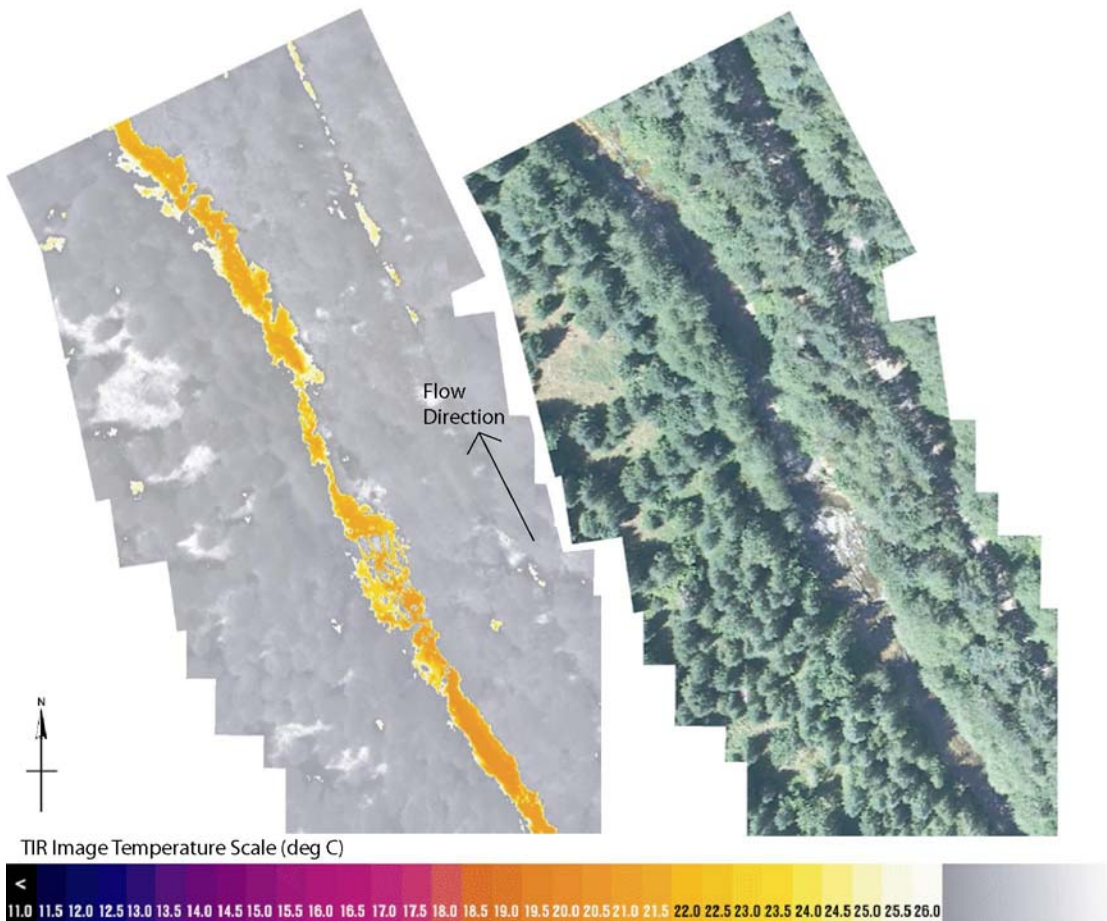 Flow
Direction
N
TIR Image Temperature Scale (deg C)
<
11.0 11.5 12.0 12.5 13.0 13.5 14.0 14.5 15.0 15.5 16.0 16.5 17.0 17.5 18.0 18.5 19.0 19.5 20.0 20.5 21.0 21.5 22.0 22.5 23.0 23.5 24.0 24.5 25.0 25.5 26.0